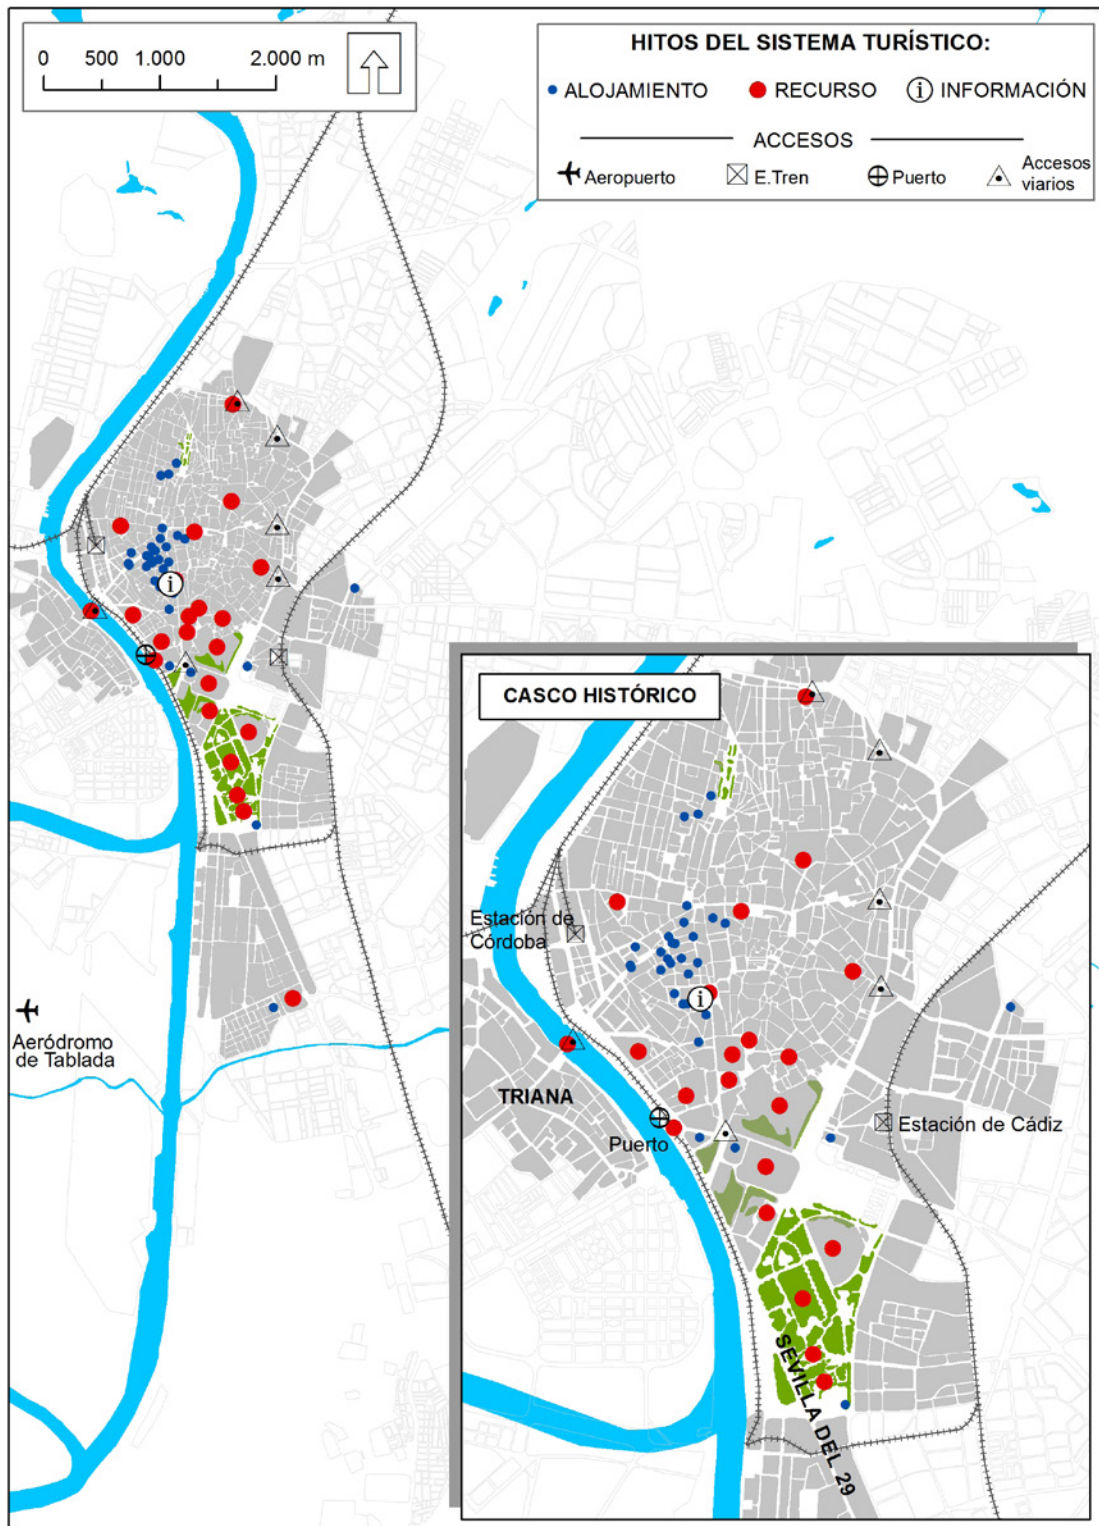 0 500 1.000 2.000 m
HITOS DEL SISTEMA TURÍSTICO:
ALOJAMIENTO RECURSO i INFORMACIÓN
ACCESOS
Aeropuerto E.Tren Puerto Accesos
viarios
i
Aeródromo
de Tablada
CASCO HISTÓRICO
Estación de
Córdoba
i
TRIANA
Puerto
Estación de Cádiz
SEVILLA DEL 29